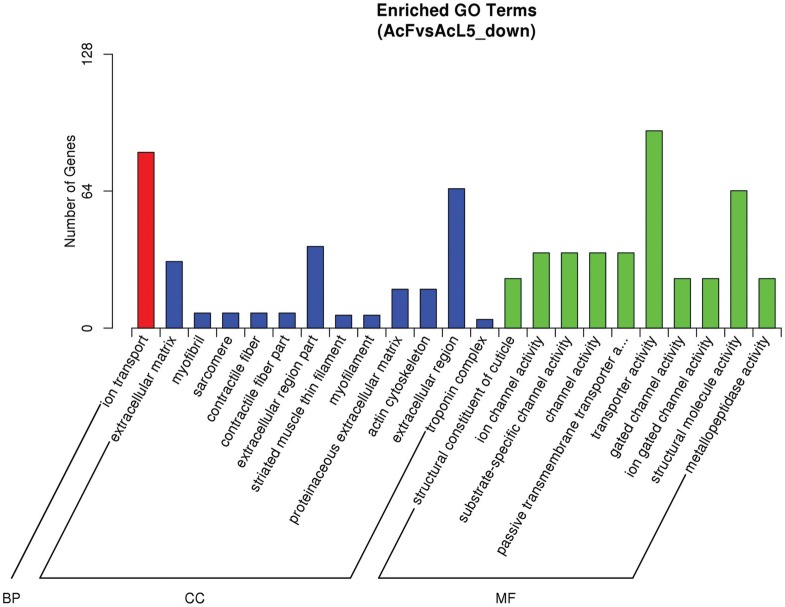 Enriched GO Terms
(AcFvsAcL5_down)
Number of Genes
128
64
0
ion transport
extracellular matrix
myofibril
sarcomere
contractile fiber
contractile fiber part
extracellular region part
striated muscle thin filament
myofilament
proteinaceous extracellular matrix
actin cytoskeleton
extracellular region
troponin complex
structural constituent of cuticle
ion channel activity
substrate-specific channel activity
channel activity
passive transmembrane transporter a...
transporter activity
gated channel activity
ion gated channel activity
structural molecule activity
metallopeptidase activity
BP
CC
MF